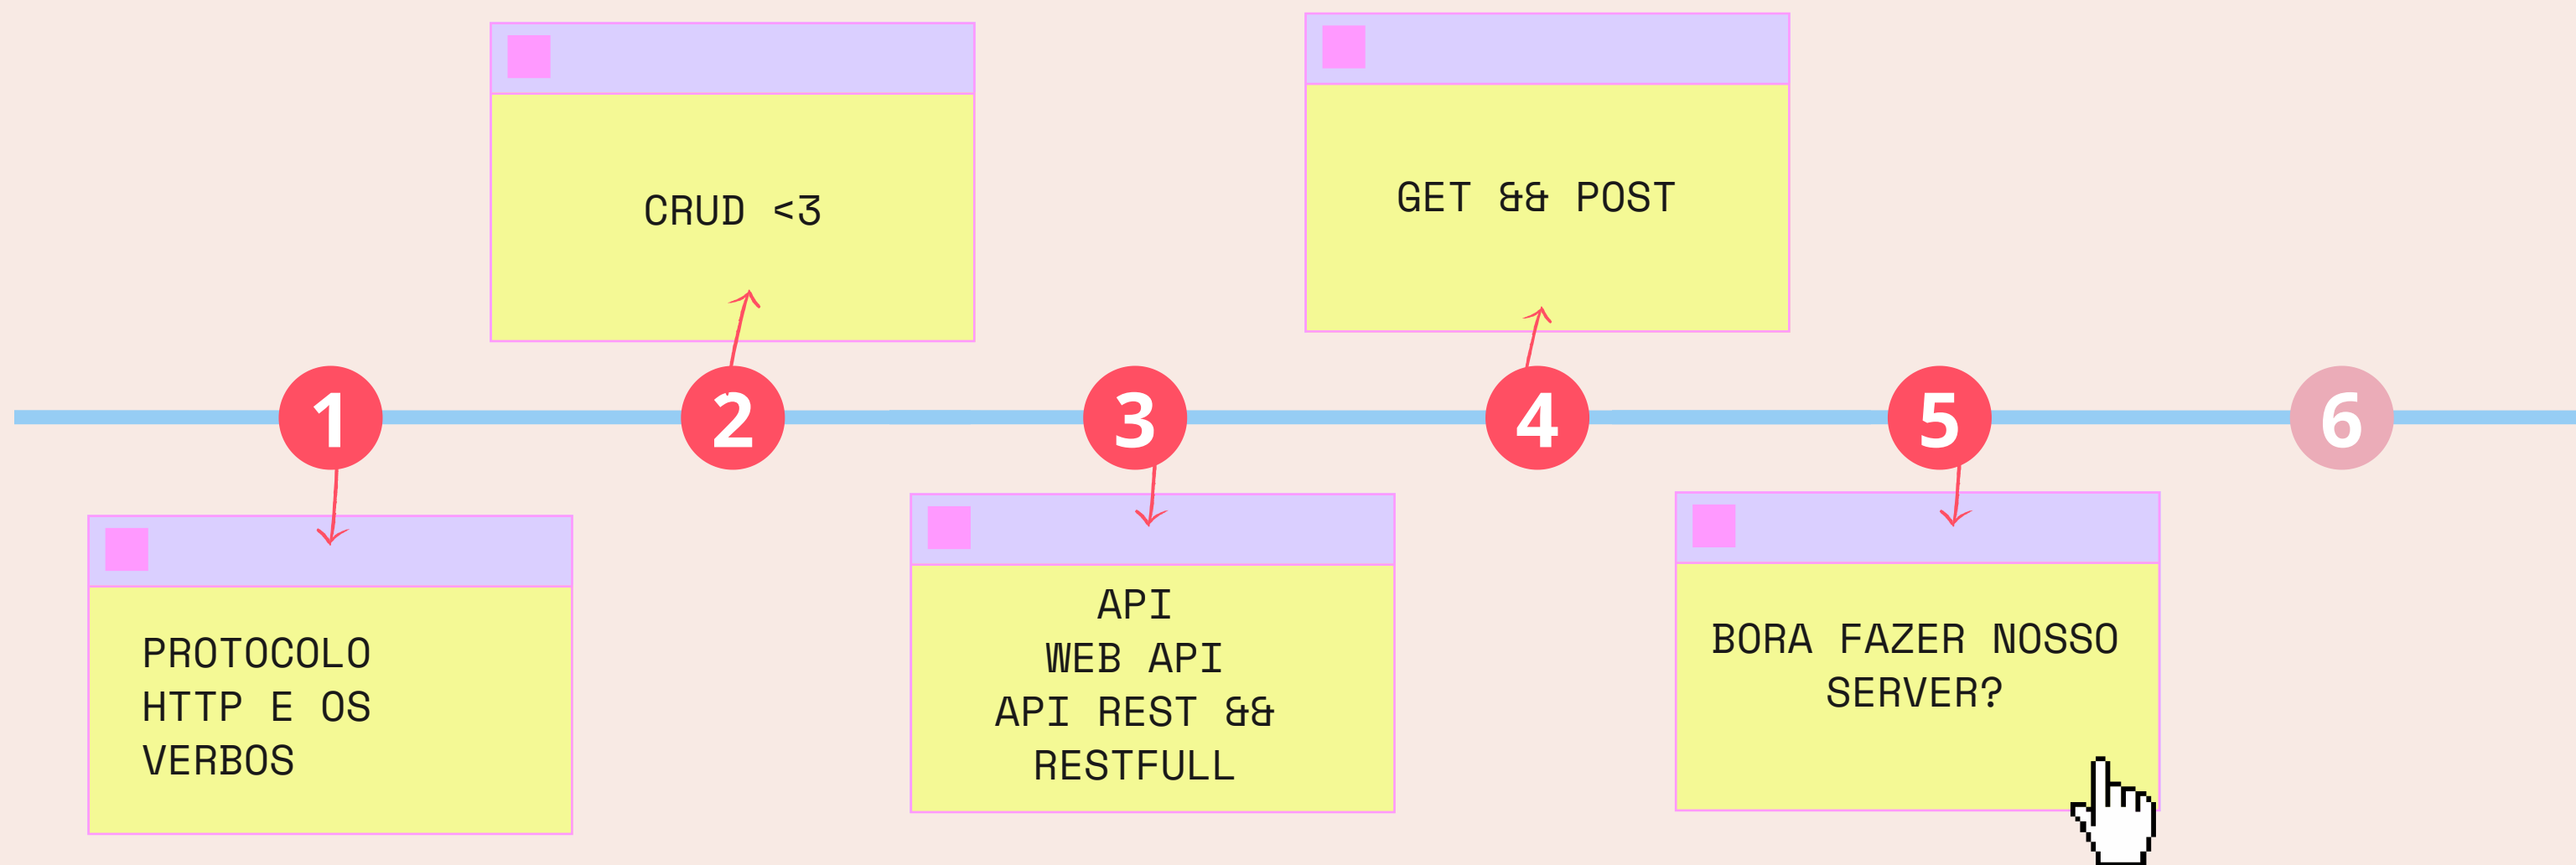 CRUD <3
GET && POST
1
2
3
4
5
6
PROTOCOLO
HTTP E OS
VERBOS
API
WEB API
API REST &&
RESTFULL
BORA FAZER NOSSO
SERVER?